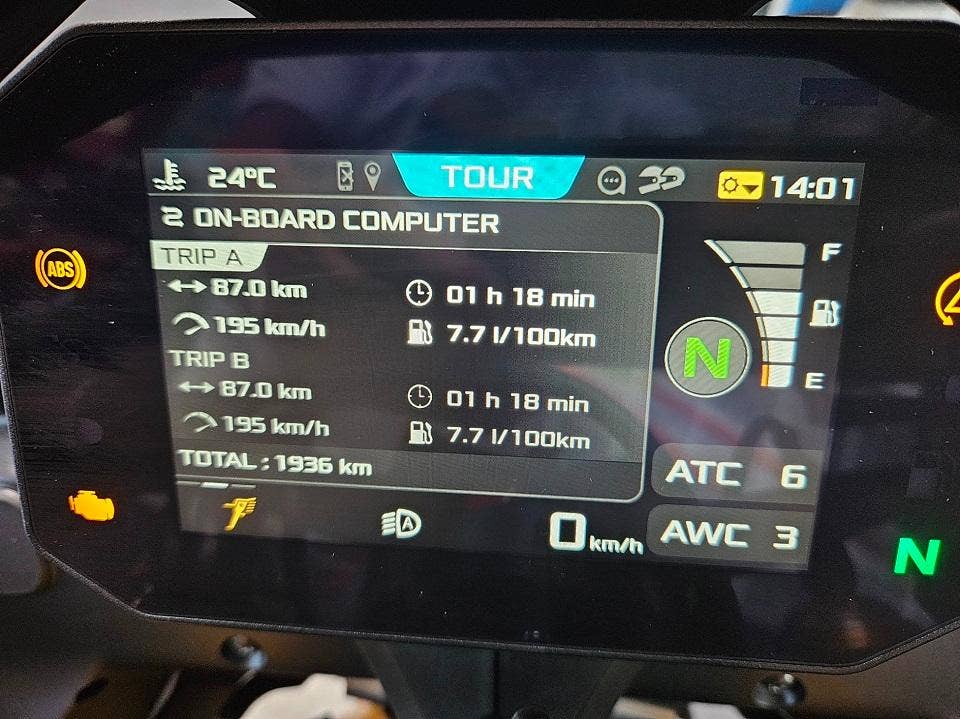 24°C TOUR 14:01
2 ON-BOARD COMPUTER
TRIP A
87.0 km 01 h 18 min
195 km/h 7.7 l/100km
TRIP B
87.0 km 01 h 18 min
195 km/h 7.7 l/100km
TOTAL : 1936 km
F
N
E
ATC 6
AWC 3
A
0 km/h
ABS
N